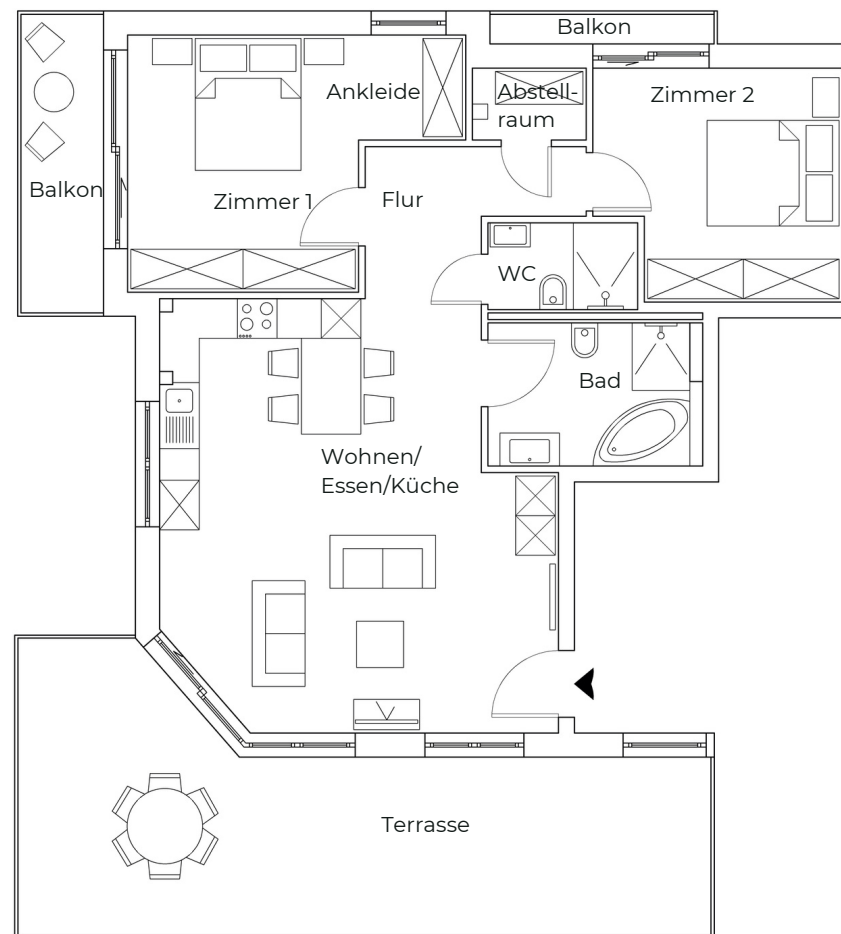 Balkon
Ankleide
Abstell-
raum
Zimmer 2
Balkon
Zimmer 1
Flur
WC
Bad
Wohnen/
Essen/Küche
Terrasse